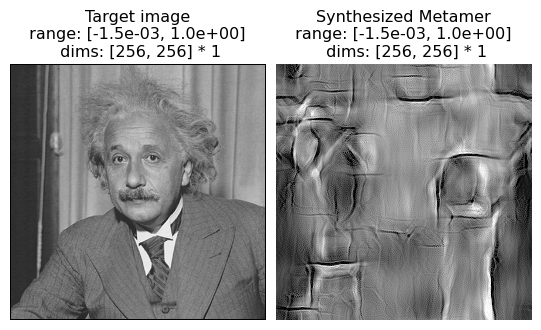 Target image
range: [-1.5e-03, 1.0e+00]
dims: [256, 256] * 1
Synthesized Metamer
range: [-1.5e-03, 1.0e+00]
dims: [256, 256] * 1